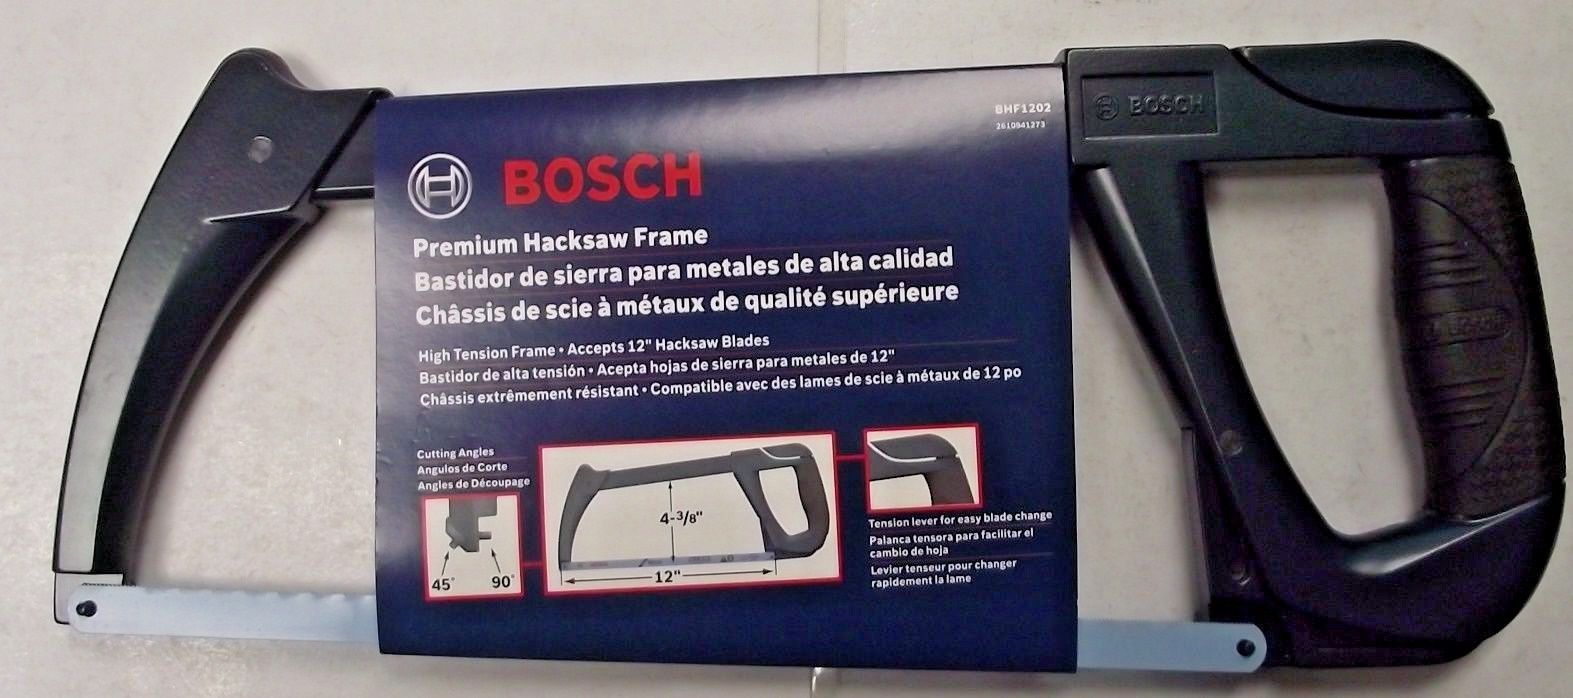 BHF1202
2610941273
BOSCH
BOSCH
Premium Hacksaw Frame
Bastidor de sierra para metales de alta calidad
Châssis de scie à métaux de qualité supérieure
High Tension Frame • Accepts 12" Hacksaw Blades
Bastidor de alta tensión • Acepta hojas de sierra para metales de 12"
Châssis extrêmement résistant • Compatible avec des lames de scie à métaux de 12 po
Cutting Angles
Angulos de Corte
Angles de Découpage
45°
90°
4-3/8"
12"
Tension lever for easy blade change
Palanca tensora para facilitar el
cambio de hoja
Levier tenseur pour changer
rapidement la lame
BOSCH